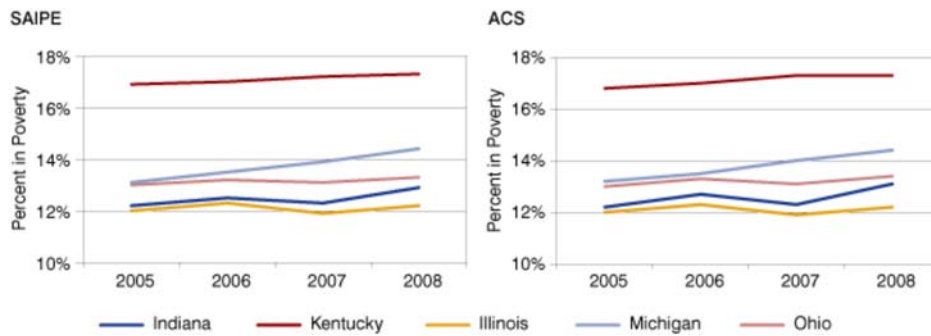 SAIPE
Percent in Poverty
18%
16%
14%
12%
10%
2005 2006 2007 2008
ACS
Percent in Poverty
18%
16%
14%
12%
10%
2005 2006 2007 2008
Indiana Kentucky Illinois Michigan Ohio